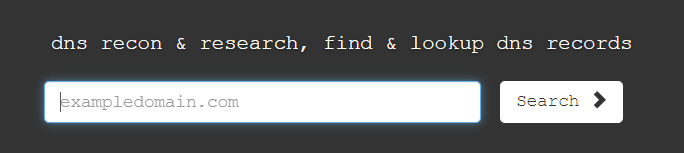 dns recon & research, find & lookup dns records
exampledomain.com
Search